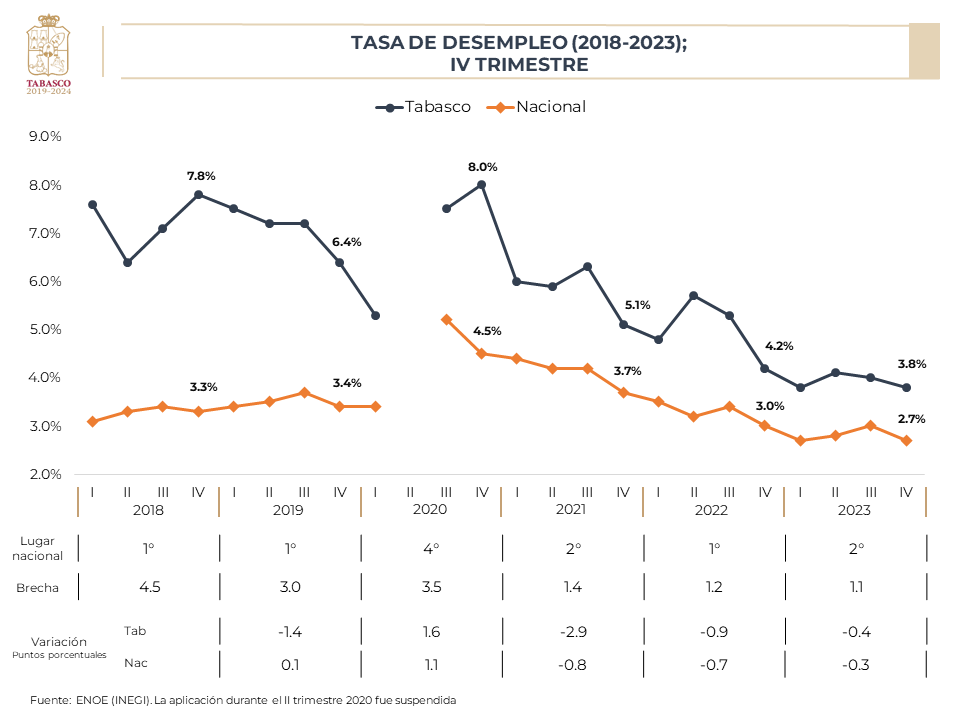 TABASCO
2019-2024
TASA DE DESEMPLEO (2018-2023);
IV TRIMESTRE
Tabasco Nacional
9.0%
8.0%
7.0%
6.0%
5.0%
4.0%
3.0%
2.0%
7.8%
6.4%
8.0%
5.1%
4.2%
3.8%
3.3%
3.4%
4.5%
3.7%
3.0%
2.7%
I II III IV I II III IV I II III IV I II III IV I II III IV I II III IV
2018 2019 2020 2021 2022 2023
Lugar
nacional 1° 1° 4° 2° 1° 2°
Brecha 4.5 3.0 3.5 1.4 1.2 1.1
Variación
Puntos porcentuales
Tab -1.4 1.6 -2.9 -0.9 -0.4
Nac 0.1 1.1 -0.8 -0.7 -0.3
Fuente: ENOE (INEGI). La aplicación durante el II trimestre 2020 fue suspendida